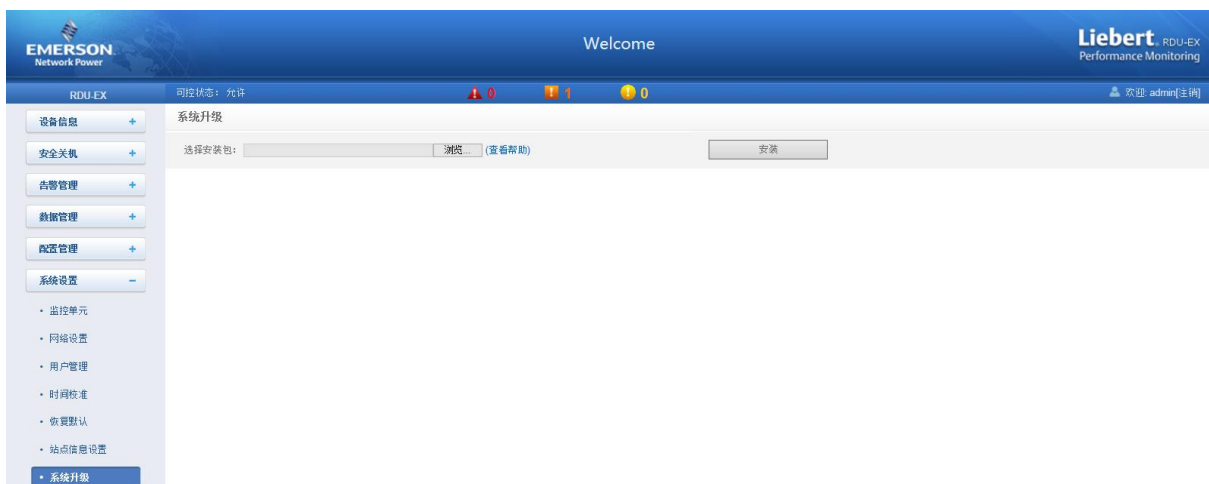 EMERSON.
Network Power
Welcome
Liebert. RDU-EX
Performance Monitoring
RDU-EX
可控状态: 允许
0
1
0
欢迎: admin[注销]
设备信息 +
安全关机 +
告警管理 +
数据管理 +
配置管理 +
系统设置 −
• 监控单元
• 网络设置
• 用户管理
• 时间校准
• 恢复默认
• 站点信息设置
• 系统升级
系统升级
选择安装包: 浏览... (查看帮助) 安装